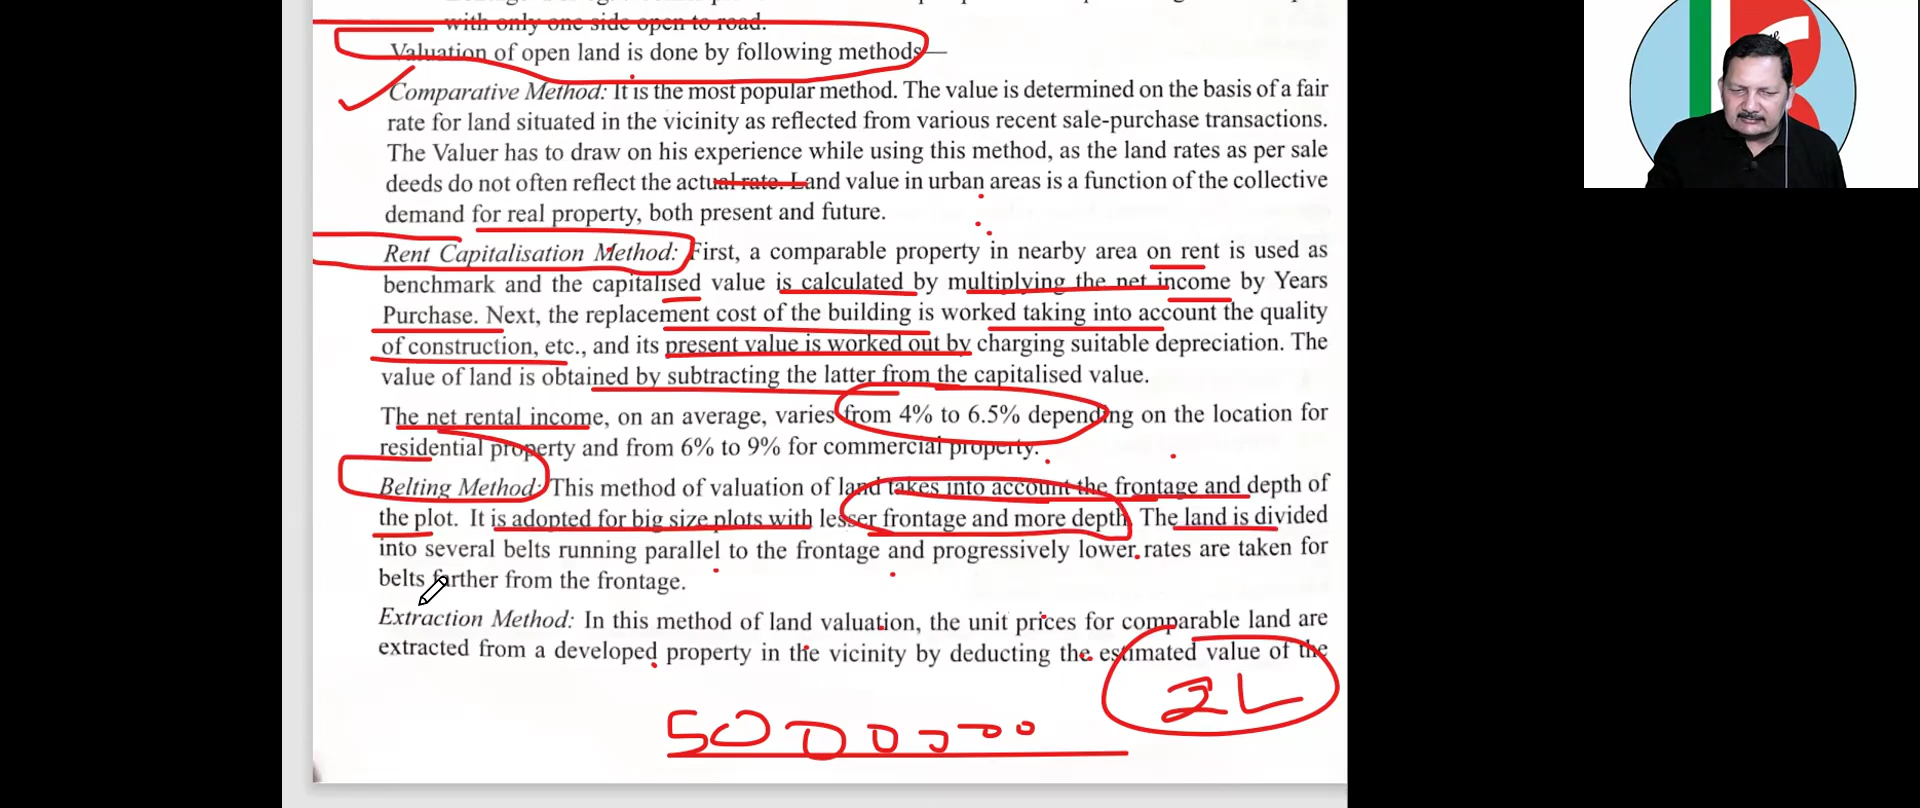 with only one side open to road.
Valuation of open land is done by following methods—
Comparative Method: It is the most popular method. The value is determined on the basis of a fair
rate for land situated in the vicinity as reflected from various recent sale-purchase transactions.
The Valuer has to draw on his experience while using this method, as the land rates as per sale
deeds do not often reflect the actual rate. Land value in urban areas is a function of the collective
demand for real property, both present and future.
Rent Capitalisation Method: First, a comparable property in nearby area on rent is used as
benchmark and the capitalised value is calculated by multiplying the net income by Years
Purchase. Next, the replacement cost of the building is worked taking into account the quality
of construction, etc., and its present value is worked out by charging suitable depreciation. The
value of land is obtained by subtracting the latter from the capitalised value.
The net rental income, on an average, varies from 4% to 6.5% depending on the location for
residential property and from 6% to 9% for commercial property.
Belting Method: This method of valuation of land takes into account the frontage and depth of
the plot. It is adopted for big size plots with lesser frontage and more depth. The land is divided
into several belts running parallel to the frontage and progressively lower rates are taken for
belts farther from the frontage.
Extraction Method: In this method of land valuation, the unit prices for comparable land are
extracted from a developed property in the vicinity by deducting the estimated value of the
2L
5000000